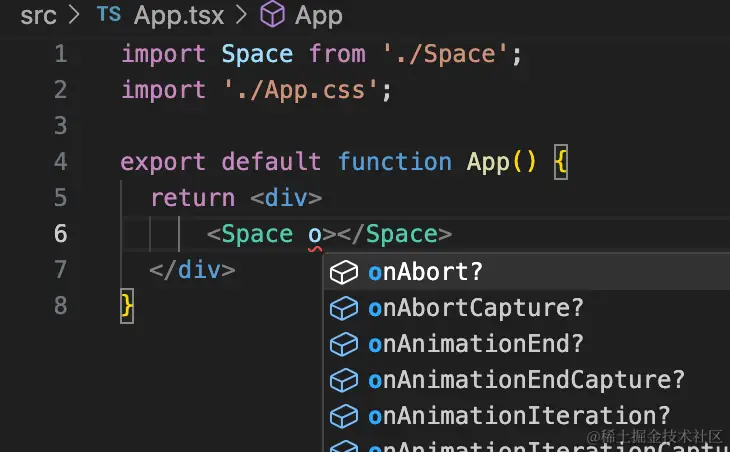 src > TS App.tsx > App
1 import Space from './Space';
2 import './App.css';
3
4 export default function App() {
5 return <div>
6 <Space o></Space>
7 </div>
8 }
onAbort?
onAbortCapture?
onAnimationEnd?
onAnimationEndCapture?
onAnimationIteration?
onAnimationIterationCaptu
@稀土掘金技术社区